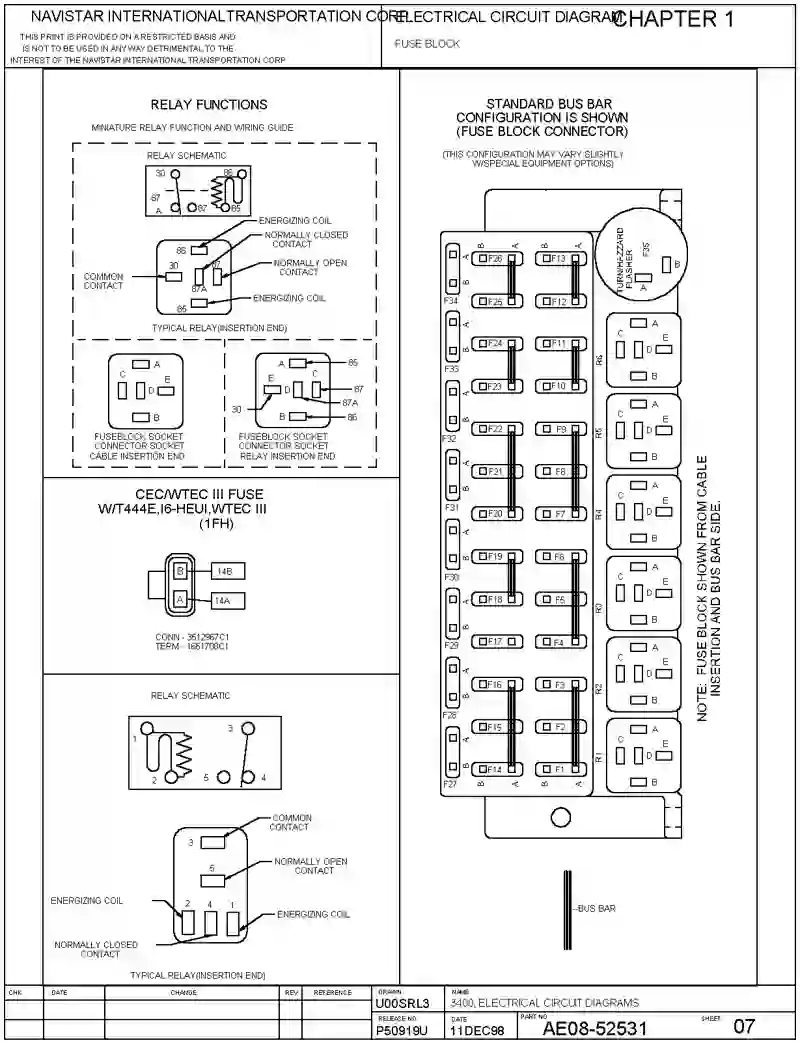 NAVISTAR INTERNATIONAL TRANSPORTATION CORP.
THIS PRINT IS PROVIDED ON A RESTRICTED BASIS AND
IS NOT TO BE USED IN ANY WAY DETRIMENTAL TO THE
INTEREST OF THE NAVISTAR INTERNATIONAL TRANSPORTATION CORP
ELECTRICAL CIRCUIT DIAGRAM
CHAPTER 1
FUSE BLOCK
RELAY FUNCTIONS
MINIATURE RELAY FUNCTION AND WIRING GUIDE
RELAY SCHEMATIC
30
86
87
A
87
85
86
ENERGIZING COIL
NORMALLY CLOSED
CONTACT
30
87
COMMON
CONTACT
NORMALLY OPEN
CONTACT
87A
85
ENERGIZING COIL
TYPICAL RELAY(INSERTION END)
A
C
D
E
B
FUSEBLOCK SOCKET
CONNECTOR SOCKET
CABLE INSERTION END
A
85
E
D
C
87
87A
30
B
86
FUSEBLOCK SOCKET
CONNECTOR SOCKET
RELAY INSERTION END
CEC/WTEC III FUSE
W/T444E,I6-HEUI,WTEC III
(1FH)
B
14B
A
14A
CONN - 3512967C1
TERM - 1651708C1
RELAY SCHEMATIC
1
3
2
5
4
COMMON
CONTACT
3
5
NORMALLY OPEN
CONTACT
ENERGIZING COIL
2
4
1
ENERGIZING COIL
NORMALLY CLOSED
CONTACT
TYPICAL RELAY(INSERTION END)
STANDARD BUS BAR
CONFIGURATION IS SHOWN
(FUSE BLOCK CONNECTOR)
(THIS CONFIGURATION MAY VARY SLIGHTLY
W/SPECIAL EQUIPMENT OPTIONS)
B
A
B
A
A
B
F34
A
B
F33
A
B
F32
A
B
F31
A
B
F30
A
B
F29
A
B
F28
A
B
F27
F26
F13
F25
F12
F24
F11
F23
F10
F22
F9
F21
F8
F20
F7
F19
F6
F18
F5
F17
F4
F16
F3
F15
F2
F14
F1
B
A
B
A
TURN/HAZZARD
FLASHER
F35
B
A
R6
A
C
D
E
B
R5
A
C
D
E
B
R4
A
C
D
E
B
R3
A
C
D
E
B
R2
A
C
D
E
B
R1
A
C
D
E
B
NOTE: FUSE BLOCK SHOWN FROM CABLE
INSERTION AND BUS BAR SIDE.
BUS BAR
CHK
DATE
CHANGE
REV
REFERENCE
DRAWN
U00SRL3
NAME
3400, ELECTRICAL CIRCUIT DIAGRAMS
RELEASE NO.
P50919U
DATE
11DEC98
PART NO
AE08-52531
SHEET
07